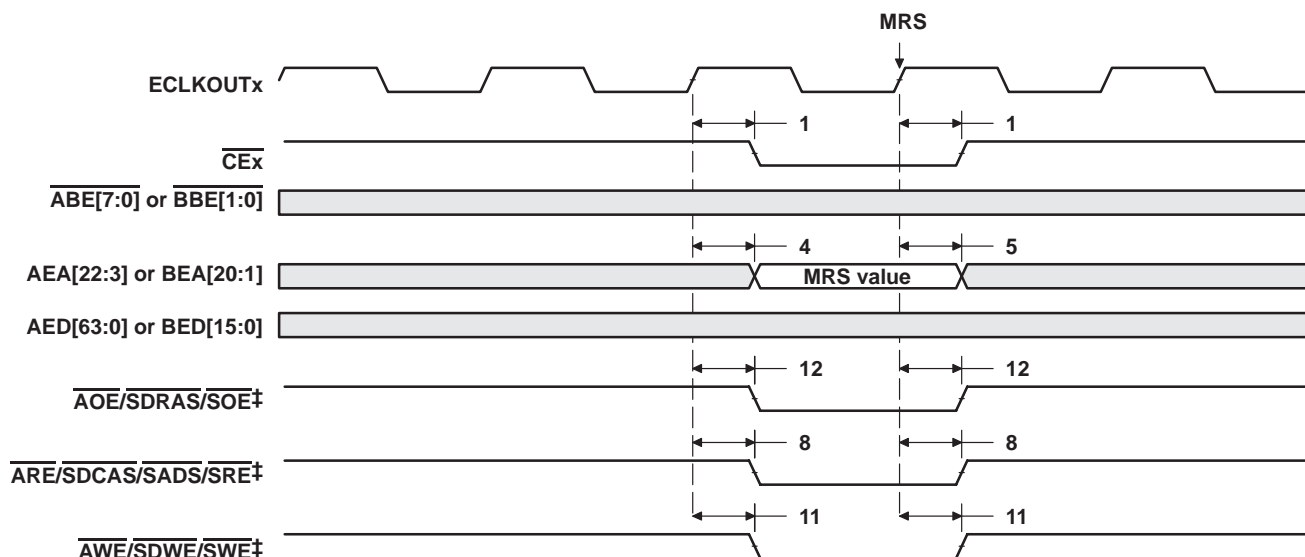 MRS
ECLKOUTx
1 1
CEx
ABE[7:0] or BBE[1:0]
4 5
AEA[22:3] or BEA[20:1] MRS value
AED[63:0] or BED[15:0]
12 12
AOE/SDRAS/SOE‡
8 8
ARE/SDCAS/SADS/SRE‡
11 11
AWE/SDWE/SWE‡